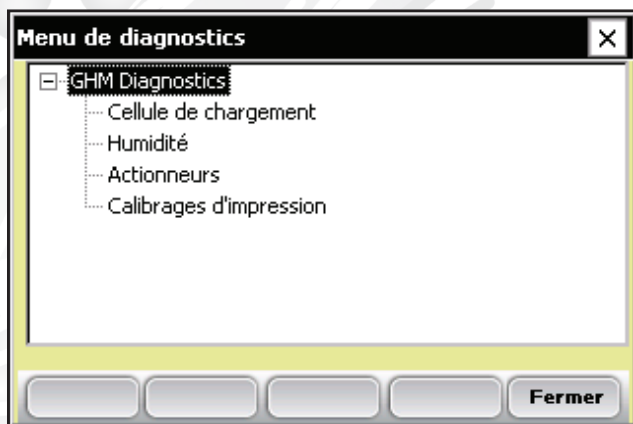 Menu de diagnostics
GHM Diagnostics
Cellule de chargement
Humidité
Actionneurs
Calibrages d'impression
Fermer